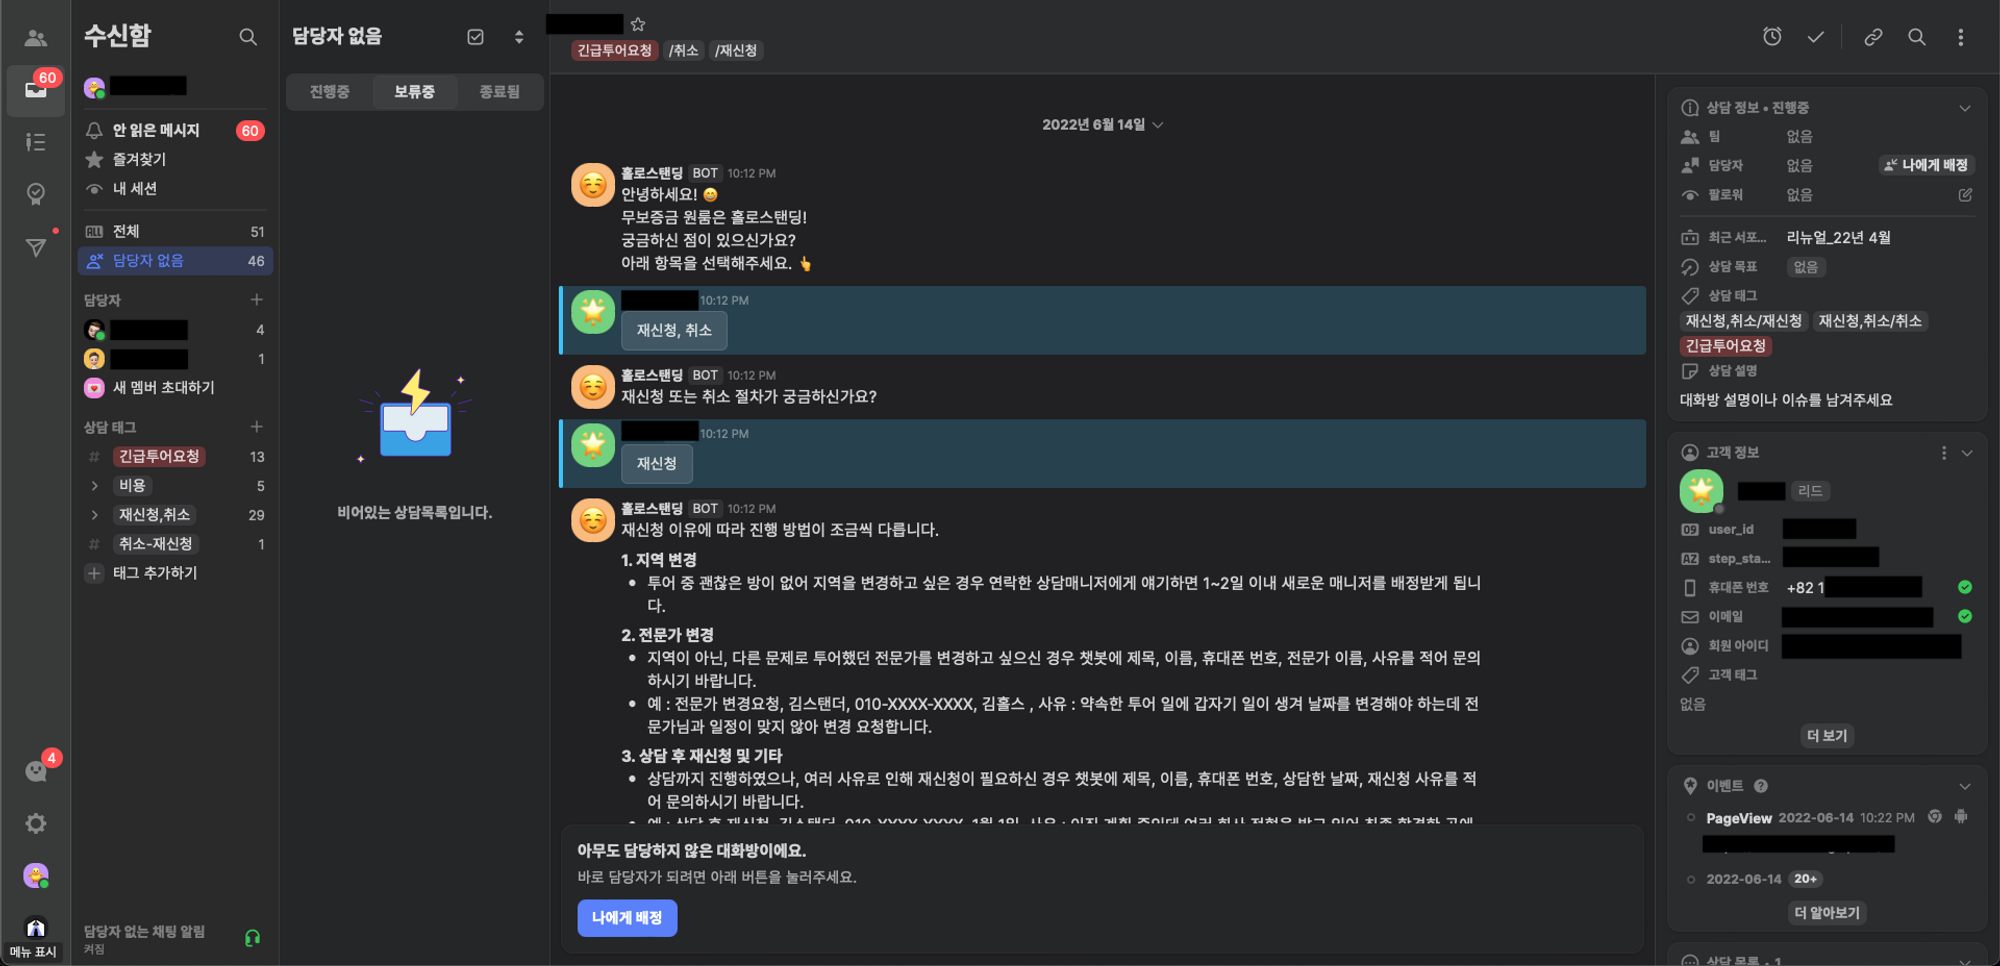 60
4
메뉴 표시
수신함
안 읽은 메시지 60
즐겨찾기
내 세션
ALL 전체 51
담당자 없음 46
담당자
4
1
새 멤버 초대하기
상담 태그
# 긴급투어요청 13
비용 5
재신청,취소 29
# 취소-재신청 1
태그 추가하기
담당자 없는 채팅 알림
켜짐
담당자 없음
진행중 보류중 종료됨
비어있는 상담목록입니다.
긴급투어요청 /취소 /재신청
2022년 6월 14일
홀로스탠딩 BOT 10:12 PM
안녕하세요! 😄
무보증금 원룸은 홀로스탠딩!
궁금하신 점이 있으신가요?
아래 항목을 선택해주세요. 👆
10:12 PM
재신청, 취소
홀로스탠딩 BOT 10:12 PM
재신청 또는 취소 절차가 궁금하신가요?
10:12 PM
재신청
홀로스탠딩 BOT 10:12 PM
재신청 이유에 따라 진행 방법이 조금씩 다릅니다.
1. 지역 변경
• 투어 중 괜찮은 방이 없어 지역을 변경하고 싶은 경우 연락한 상담매니저에게 얘기하면 1~2일 이내 새로운 매니저를 배정받게 됩니
다.
2. 전문가 변경
• 지역이 아닌, 다른 문제로 투어했던 전문가를 변경하고 싶으신 경우 챗봇에 제목, 이름, 휴대폰 번호, 전문가 이름, 사유를 적어 문의
하시기 바랍니다.
• 예 : 전문가 변경요청, 김스탠더, 010-XXXX-XXXX, 김홀스 , 사유 : 약속한 투어 일에 갑자기 일이 생겨 날짜를 변경해야 하는데 전
문가님과 일정이 맞지 않아 변경 요청합니다.
3. 상담 후 재신청 및 기타
• 상담까지 진행하였으나, 여러 사유로 인해 재신청이 필요하신 경우 챗봇에 제목, 이름, 휴대폰 번호, 상담한 날짜, 재신청 사유를 적
어 문의하시기 바랍니다.
• 예 : 상담 후 재신청, 김스탠더, 010-XXXX-XXXX, 1월 1일, 사유 :
아무도 담당하지 않은 대화방이에요.
바로 담당자가 되려면 아래 버튼을 눌러주세요.
나에게 배정
상담 정보 • 진행중
팀 없음
담당자 없음 나에게 배정
팔로워 없음
최근 서포... 리뉴얼_22년 4월
상담 목표 없음
상담 태그
재신청,취소/재신청 재신청,취소/취소
긴급투어요청
상담 설명
대화방 설명이나 이슈를 남겨주세요
고객 정보
리드
09 user_id
AZ step_sta...
휴대폰 번호 +82 1
이메일
회원 아이디
고객 태그
없음
더 보기
이벤트
PageView 2022-06-14 10:22 PM
2022-06-14 20+
더 알아보기
상담 목록 • 1